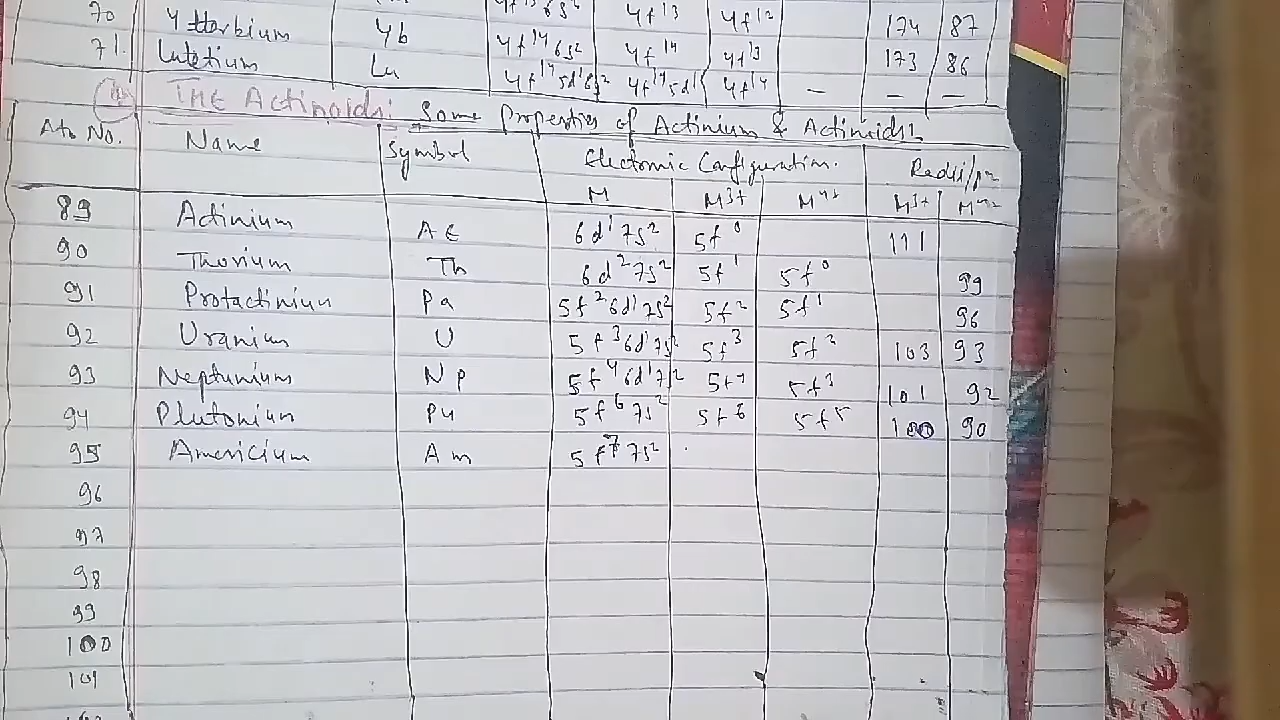 70 Ytterbium Yb 4f¹⁴6s² 4f¹³ 4f¹² 174 87
71. Lutetium Lu 4f¹⁴5d¹6s² 4f¹⁴5d¹ 4f¹⁴ 173 86
— — —
THE Actinoids: Some Properties of Actinium & Actinoids:
At. No. Name Symbol Electronic Configuration. Radii/pm
M M³⁺ M⁴⁺ M³⁺ M⁴⁺
89 Actinium Ac 6d¹7s² 5f⁰ 111
90 Thorium Th 6d²7s² 5f¹ 5f⁰ 99
91 Protactinium Pa 5f²6d¹7s² 5f² 5f¹ 96
92 Uranium U 5f³6d¹7s² 5f³ 5f² 103 93
93 Neptunium Np 5f⁴6d¹7s² 5f⁴ 5f³ 101 92
94 Plutonium Pu 5f⁶7s² 5f⁶ 5f⁵ 100 90
95 Americium Am 5f⁷7s²
96
97
98
99
100
101